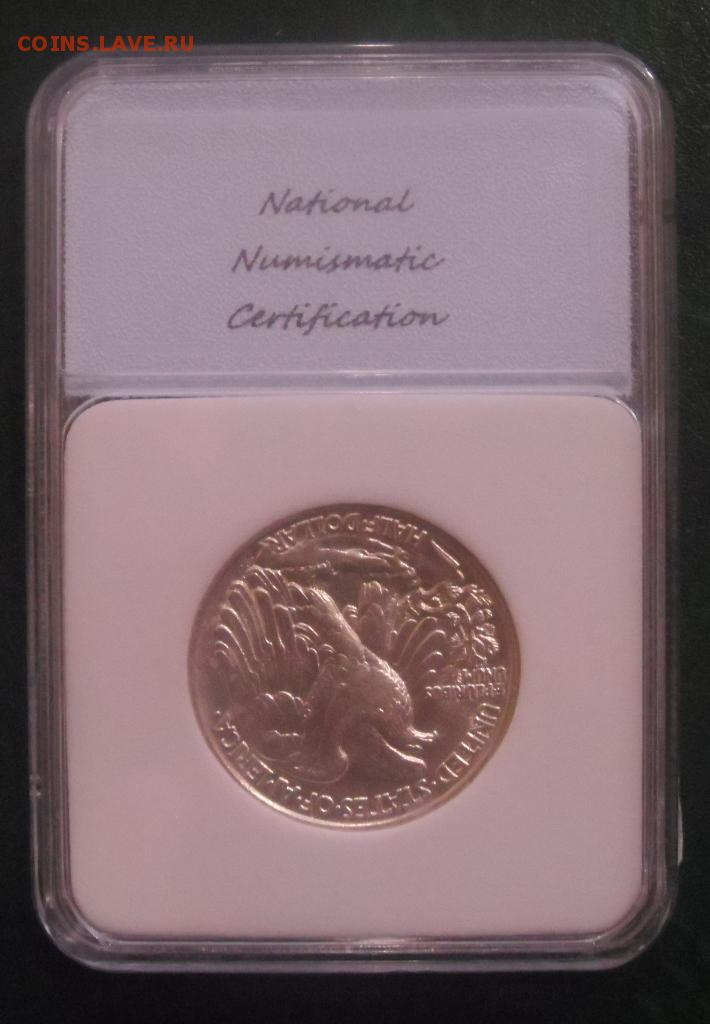 COINS.LAVE.RU
National
Numismatic
Certification
HALF DOLLAR
E PLURIBUS
UNUM
UNITED·STATES·OF·AMERICA